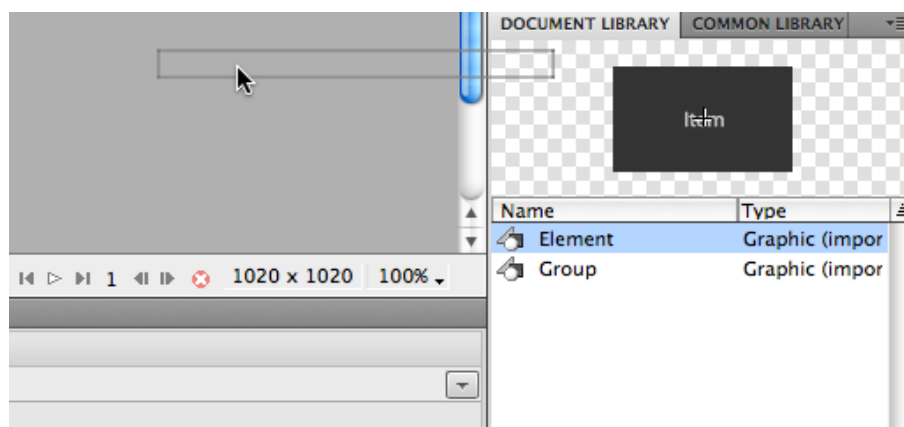 DOCUMENT LIBRARY COMMON LIBRARY
Item
Name Type
Element Graphic (impor
Group Graphic (impor
1 1020 x 1020 100%